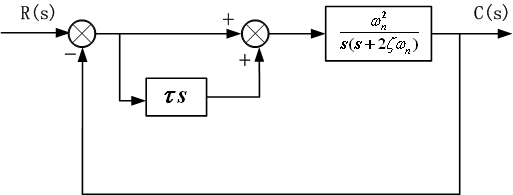 R(s)
C(s)
+
ω_n^2
s(s+2ζω_n)
−
+
τs